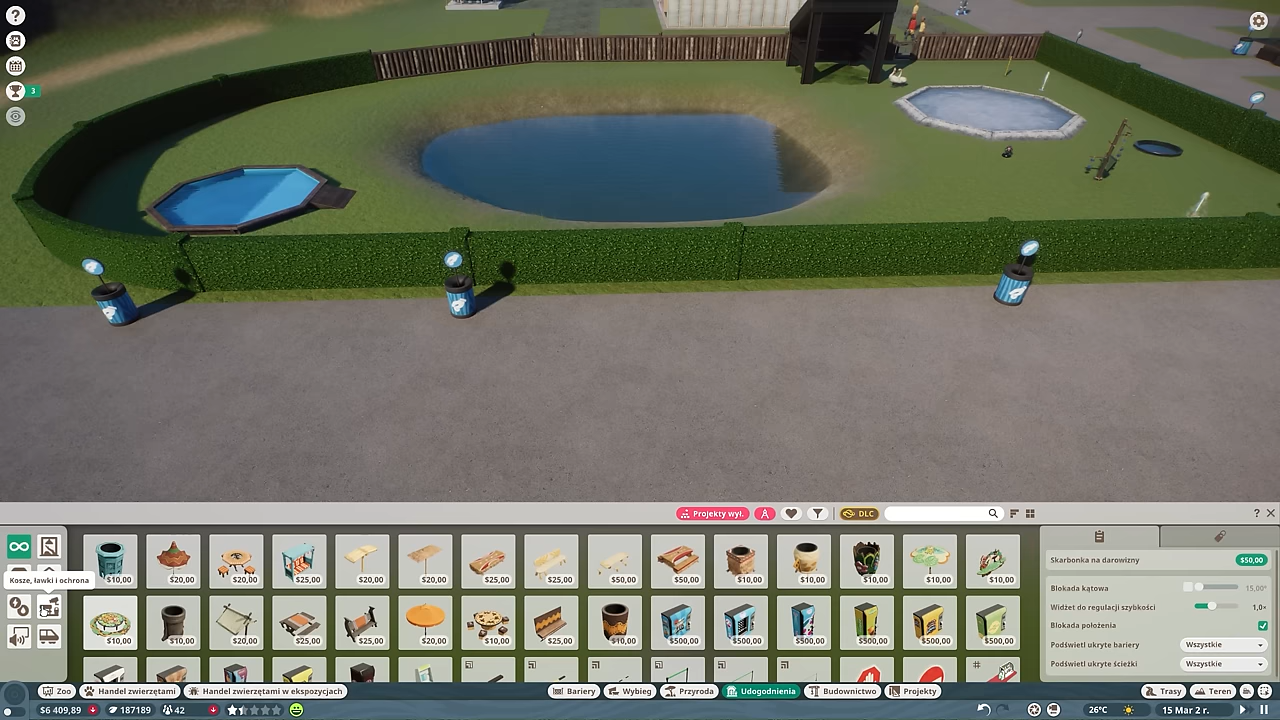 ?
3
Projekty wył.
DLC
?
Kosze, ławki i ochrona
$10,00 $20,00 $20,00 $25,00 $20,00 $20,00 $25,00 $25,00 $50,00 $50,00 $10,00 $10,00 $10,00 $10,00 $10,00
$10,00 $10,00 $20,00 $25,00 $25,00 $20,00 $10,00 $25,00 $10,00 $500,00 $500,00 $500,00 $500,00 $500,00 $500,00
Skarbonka na darowizny $50,00
Blokada kątowa 15,00°
Widżet do regulacji szybkości 1,0×
Blokada położenia
Podświetl ukryte bariery Wszystkie
Podświetl ukryte ścieżki Wszystkie
Zoo Handel zwierzętami Handel zwierzętami w ekspozycjach Bariery Wybieg Przyroda Udogodnienia Budownictwo Projekty Trasy Teren
$6 409,89 187189 42 26°C 15 Mar 2 r.